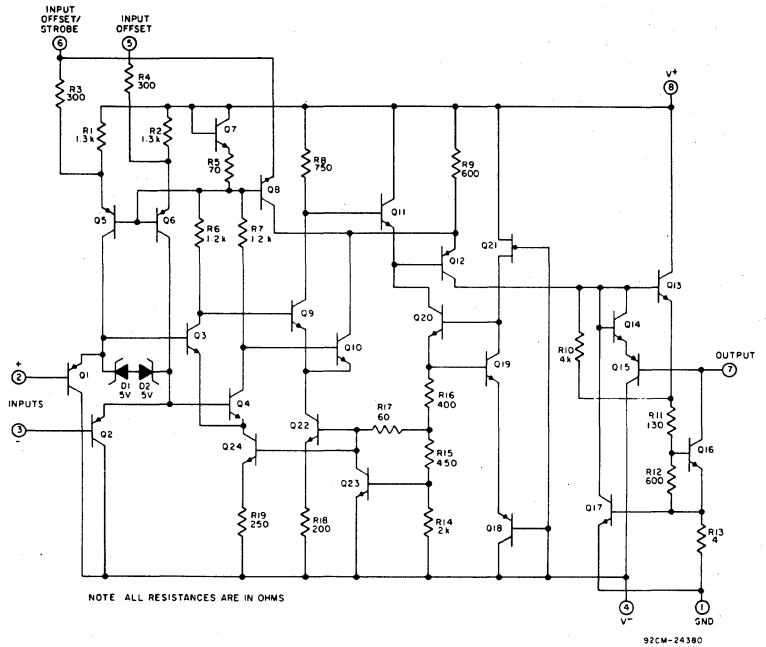 INPUT
OFFSET/
STROBE
6
INPUT
OFFSET
5
R3
300
R4
300
8
V+
R1
1.3k
R2
1.3k
Q7
R5
70
R8
750
R9
600
Q8
Q11
Q5
Q6
R6
1.2k
R7
1.2k
Q12
Q21
Q13
Q9
Q20
Q14
Q3
Q10
R10
4k
Q15
OUTPUT
7
Q19
+
2
Q1
D1
5V
D2
5V
INPUTS
Q4
R16
400
R11
130
3
-
Q2
Q22
R17
60
Q24
R15
450
R12
600
Q16
Q23
R19
250
R18
200
R14
2k
Q18
Q17
R13
4
NOTE ALL RESISTANCES ARE IN OHMS
4
V-
1
GND
92CM-24380